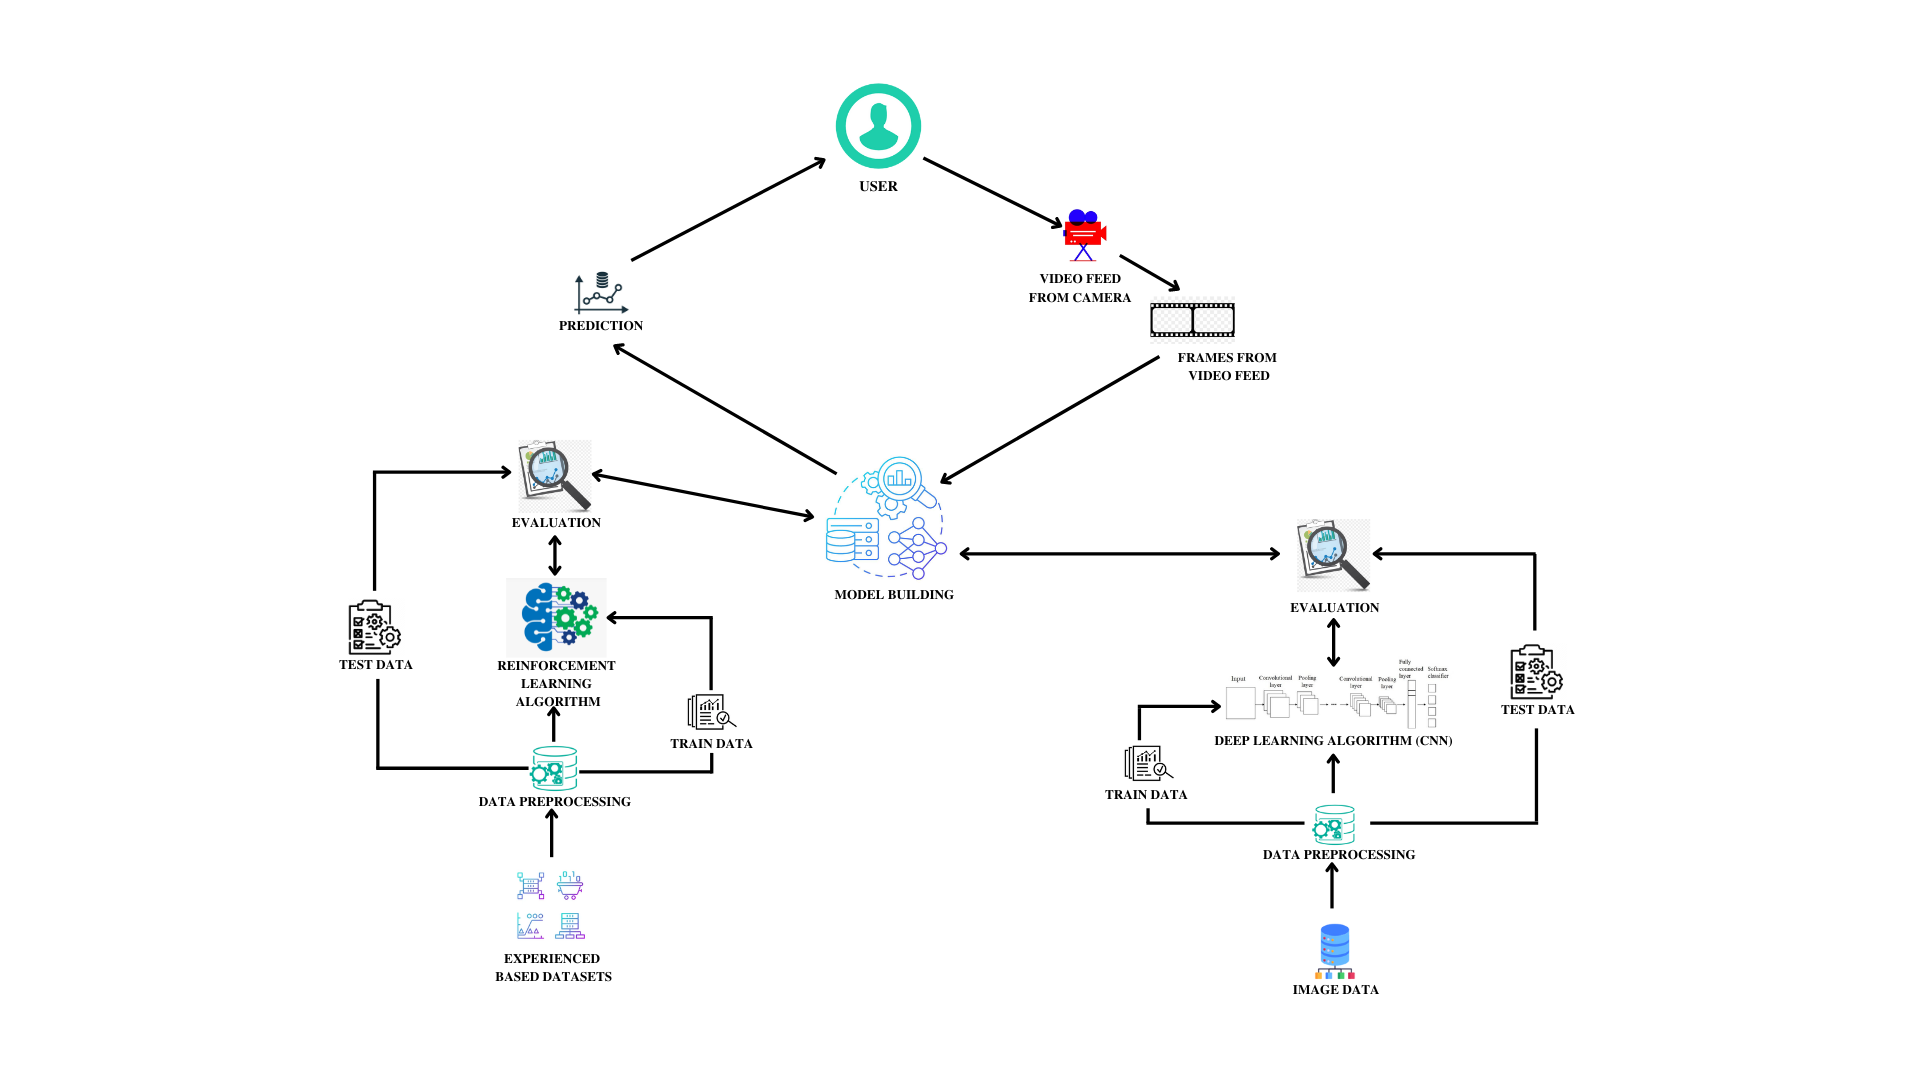 USER
VIDEO FEED
FROM CAMERA
PREDICTION
FRAMES FROM
VIDEO FEED
EVALUATION
MODEL BUILDING
EVALUATION
TEST DATA
REINFORCEMENT
LEARNING
ALGORITHM
TRAIN DATA
DATA PREPROCESSING
EXPERIENCED
BASED DATASETS
Input
Convolutional
layer
Pooling
layer
Convolutional
layer
Pooling
layer
Fully
connected
layer
Softmax
classifier
DEEP LEARNING ALGORITHM (CNN)
TEST DATA
TRAIN DATA
DATA PREPROCESSING
IMAGE DATA